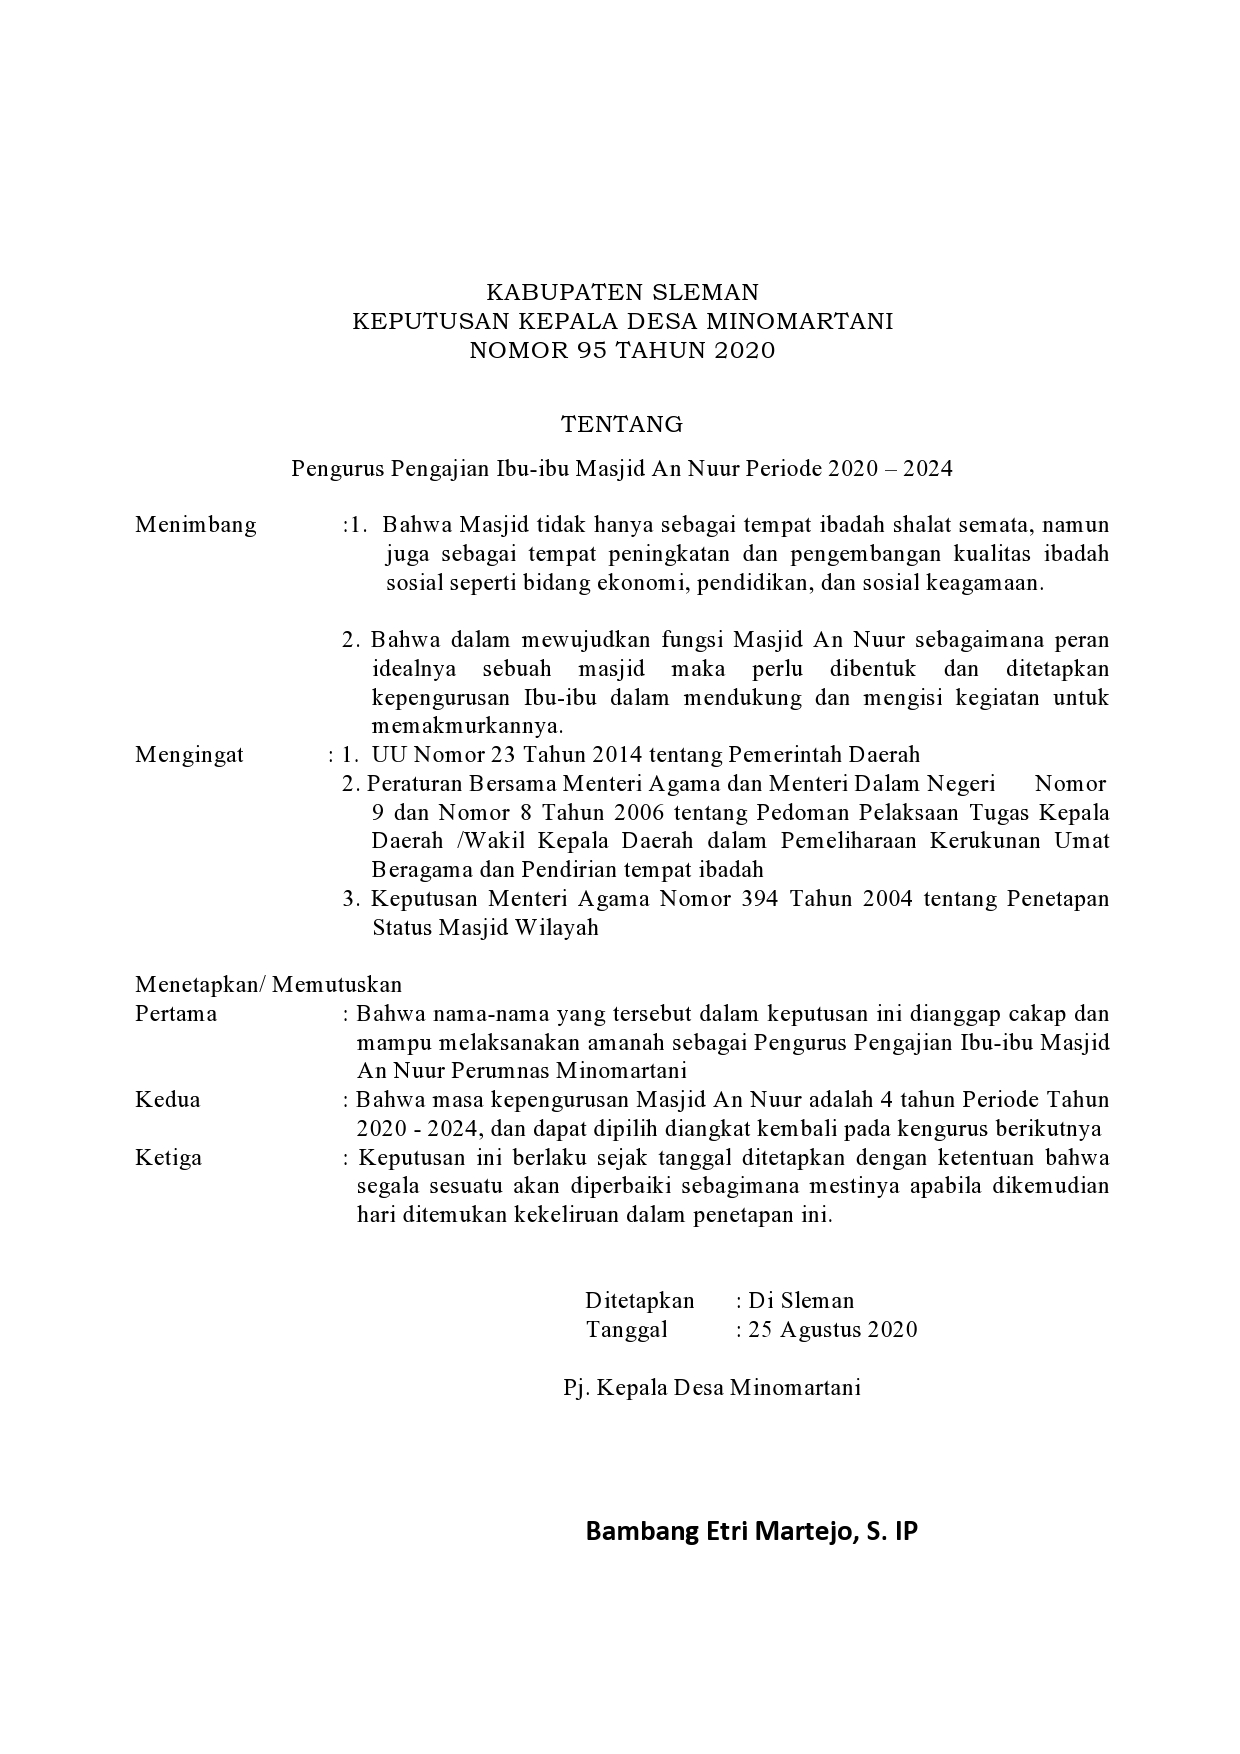 KABUPATEN SLEMAN
KEPUTUSAN KEPALA DESA MINOMARTANI
NOMOR 95 TAHUN 2020
TENTANG
Pengurus Pengajian Ibu-ibu Masjid An Nuur Periode 2020 – 2024
Menimbang :1. Bahwa Masjid tidak hanya sebagai tempat ibadah shalat semata, namun
juga sebagai tempat peningkatan dan pengembangan kualitas ibadah
sosial seperti bidang ekonomi, pendidikan, dan sosial keagamaan.
2. Bahwa dalam mewujudkan fungsi Masjid An Nuur sebagaimana peran
idealnya sebuah masjid maka perlu dibentuk dan ditetapkan
kepengurusan Ibu-ibu dalam mendukung dan mengisi kegiatan untuk
memakmurkannya.
Mengingat : 1. UU Nomor 23 Tahun 2014 tentang Pemerintah Daerah
2. Peraturan Bersama Menteri Agama dan Menteri Dalam Negeri Nomor
9 dan Nomor 8 Tahun 2006 tentang Pedoman Pelaksaan Tugas Kepala
Daerah /Wakil Kepala Daerah dalam Pemeliharaan Kerukunan Umat
Beragama dan Pendirian tempat ibadah
3. Keputusan Menteri Agama Nomor 394 Tahun 2004 tentang Penetapan
Status Masjid Wilayah
Menetapkan/ Memutuskan
Pertama : Bahwa nama-nama yang tersebut dalam keputusan ini dianggap cakap dan
mampu melaksanakan amanah sebagai Pengurus Pengajian Ibu-ibu Masjid
An Nuur Perumnas Minomartani
Kedua : Bahwa masa kepengurusan Masjid An Nuur adalah 4 tahun Periode Tahun
2020 - 2024, dan dapat dipilih diangkat kembali pada kengurus berikutnya
Ketiga : Keputusan ini berlaku sejak tanggal ditetapkan dengan ketentuan bahwa
segala sesuatu akan diperbaiki sebagimana mestinya apabila dikemudian
hari ditemukan kekeliruan dalam penetapan ini.
Ditetapkan : Di Sleman
Tanggal : 25 Agustus 2020
Pj. Kepala Desa Minomartani
Bambang Etri Martejo, S. IP